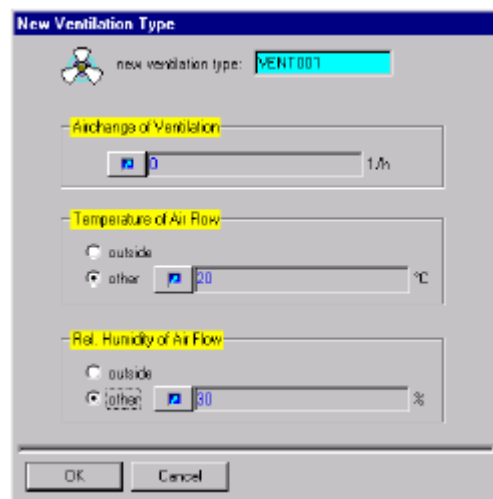 New Ventilation Type
new ventilation type: VENT001
Airchange of Ventilation
0 1/h
Temperature of Air Flow
outside
other 20 °C
Rel. Humidity of Air Flow
outside
other 30 %
OK Cancel